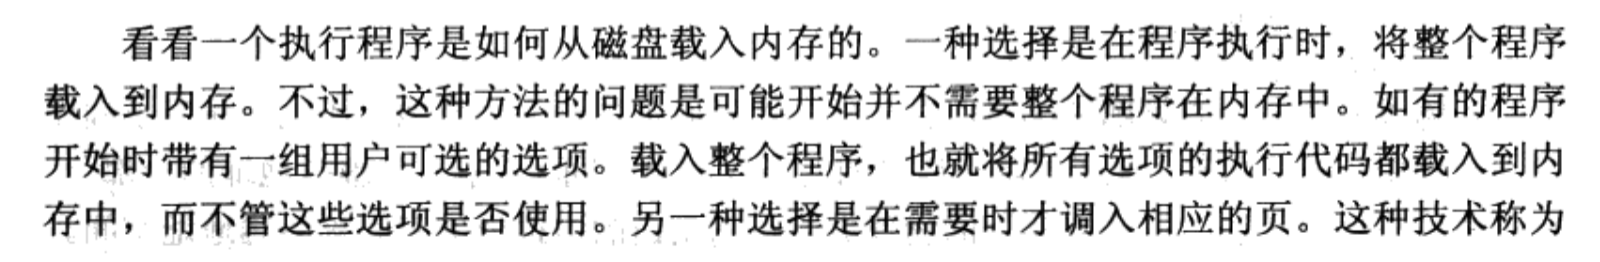 看看一个执行程序是如何从磁盘载入内存的。一种选择是在程序执行时，将整个程序
载入到内存。不过，这种方法的问题是可能开始并不需要整个程序在内存中。如有的程序
开始时带有一组用户可选的选项。载入整个程序，也就将所有选项的执行代码都载入到内
存中，而不管这些选项是否使用。另一种选择是在需要时才调入相应的页。这种技术称为